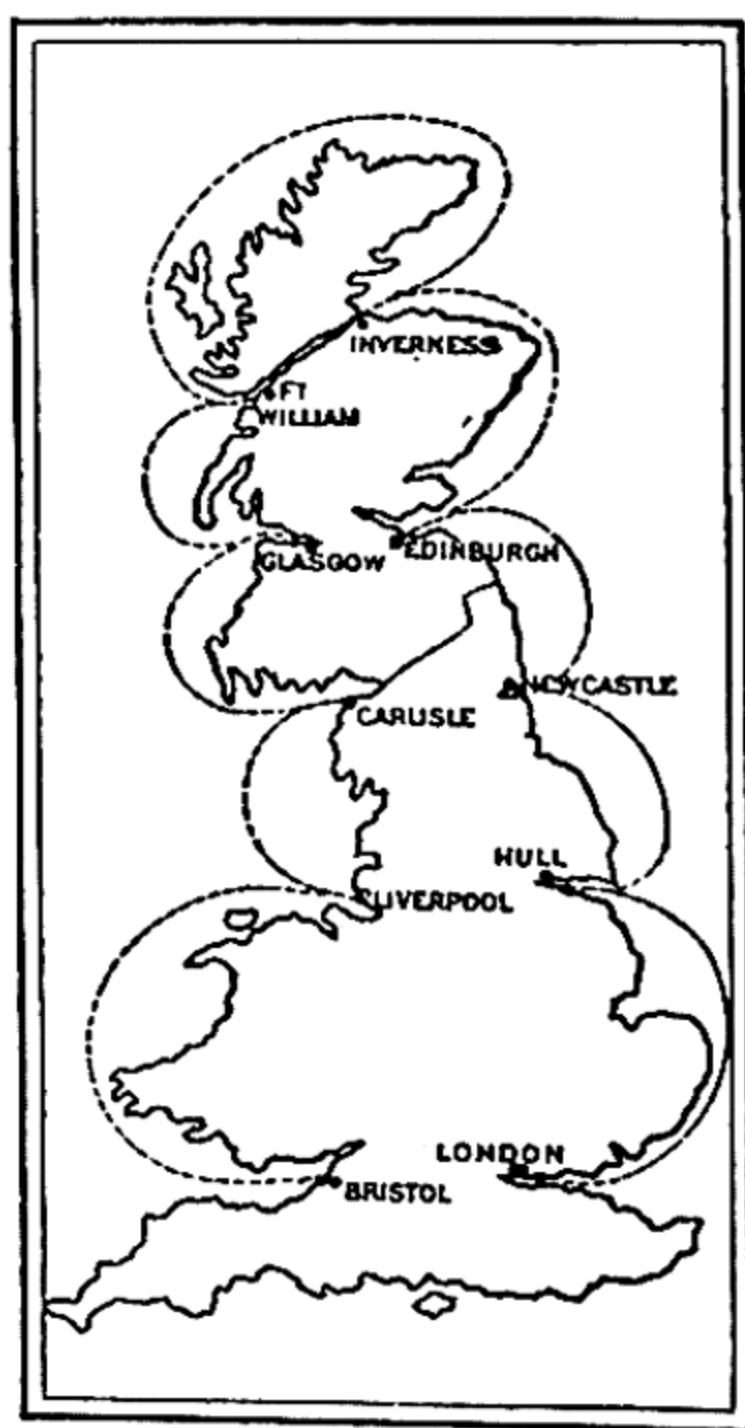 INVERNESS
FT
WILLIAM
GLASGOW
EDINBURGH
NEWCASTLE
CARLISLE
HULL
LIVERPOOL
LONDON
BRISTOL